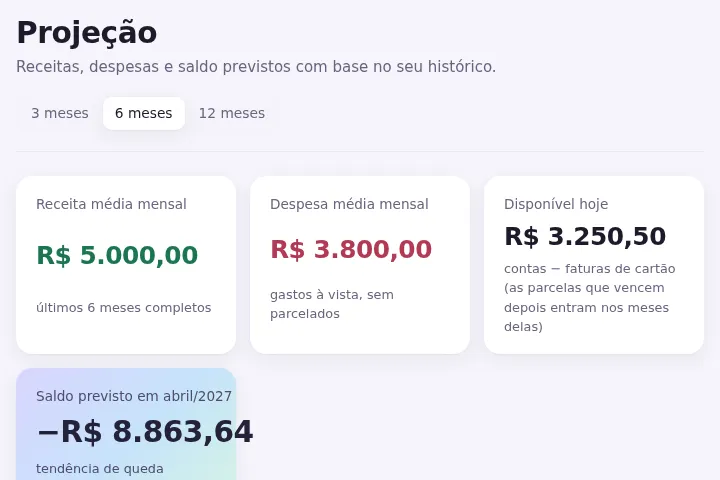 Projeção
Receitas, despesas e saldo previstos com base no seu histórico.
3 meses 6 meses 12 meses
Receita média mensal
R$ 5.000,00
últimos 6 meses completos
Despesa média mensal
R$ 3.800,00
gastos à vista, sem
parcelados
Disponível hoje
R$ 3.250,50
contas − faturas de cartão
(as parcelas que vencem
depois entram nos meses
delas)
Saldo previsto em abril/2027
−R$ 8.863,64
tendência de queda